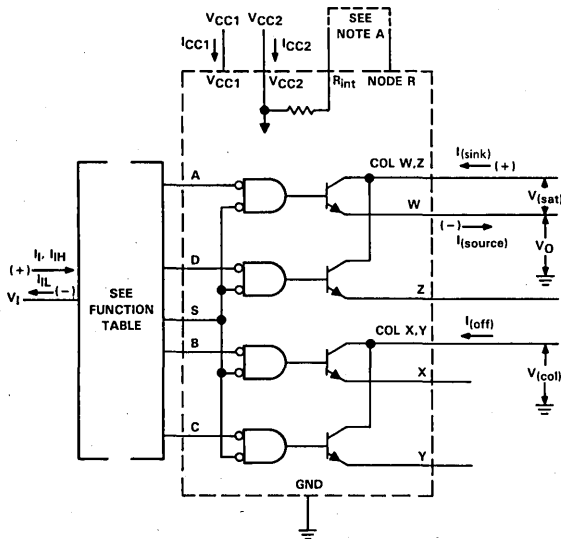 VCC1 VCC2 SEE NOTE A
ICC1 ICC2
VCC1 VCC2 Rint NODE R
A COL W,Z I(sink) (+)
W V(sat)
(−) I(source) VO
D
(+) II, IIH
IIL (−)
VI
SEE FUNCTION TABLE
S Z
B COL X,Y I(off)
X V(col)
C
Y
GND